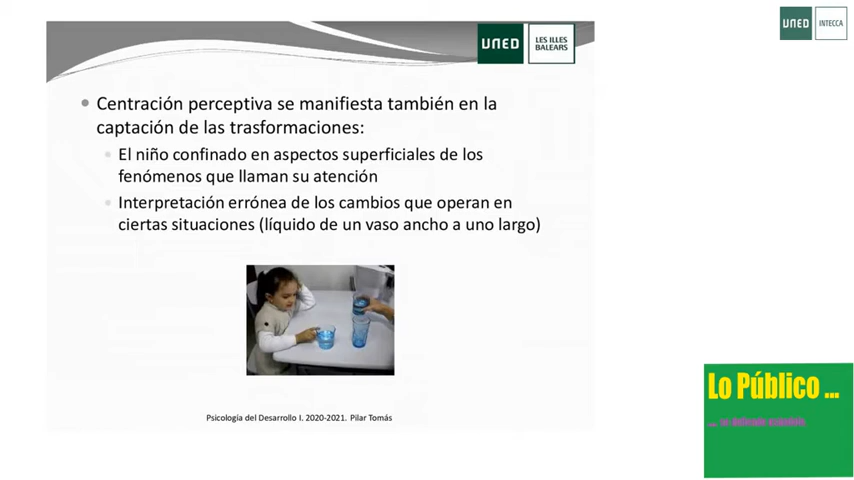 UNED
INTECCA
UNED
LES ILLES
BALEARS
Centración perceptiva se manifiesta también en la
captación de las trasformaciones:
El niño confinado en aspectos superficiales de los
fenómenos que llaman su atención
Interpretación errónea de los cambios que operan en
ciertas situaciones (líquido de un vaso ancho a uno largo)
Psicología del Desarrollo I. 2020-2021. Pilar Tomás
Lo Público ...